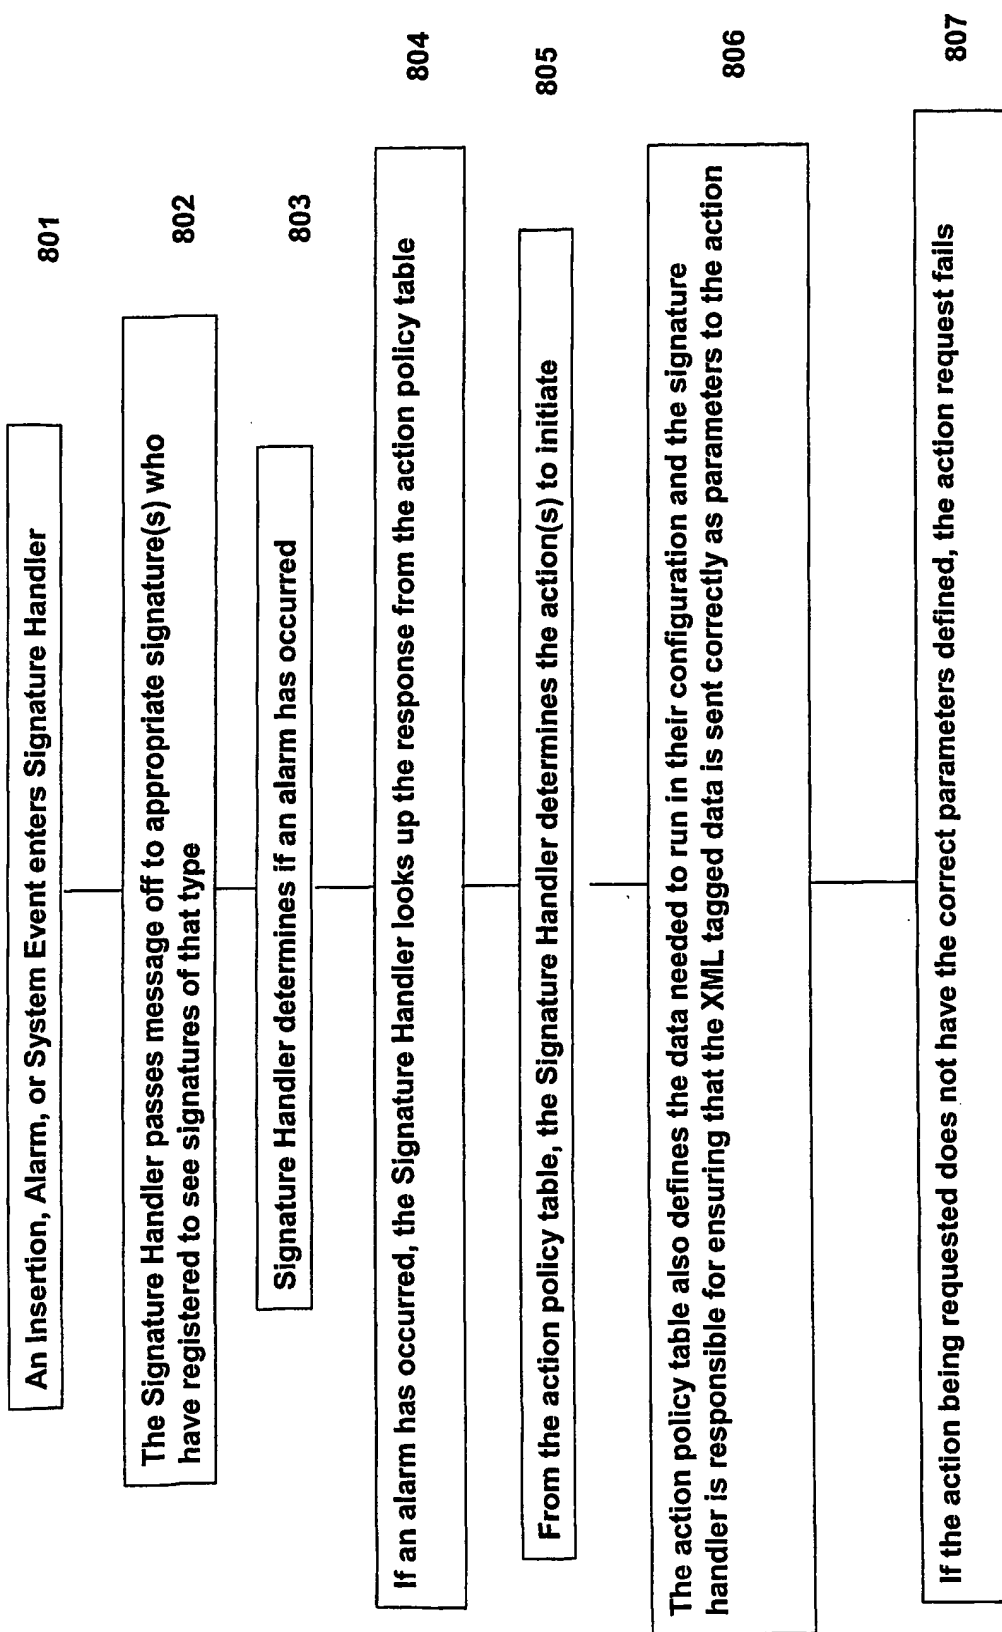 An Insertion, Alarm, or System Event enters Signature Handler
801
The Signature Handler passes message off to appropriate signature(s) who
have registered to see signatures of that type
802
Signature Handler determines if an alarm has occurred
803
If an alarm has occurred, the Signature Handler looks up the response from the action policy table
804
From the action policy table, the Signature Handler determines the action(s) to initiate
805
The action policy table also defines the data needed to run in their configuration and the signature
handler is responsible for ensuring that the XML tagged data is sent correctly as parameters to the action
806
If the action being requested does not have the correct parameters defined, the action request fails
807